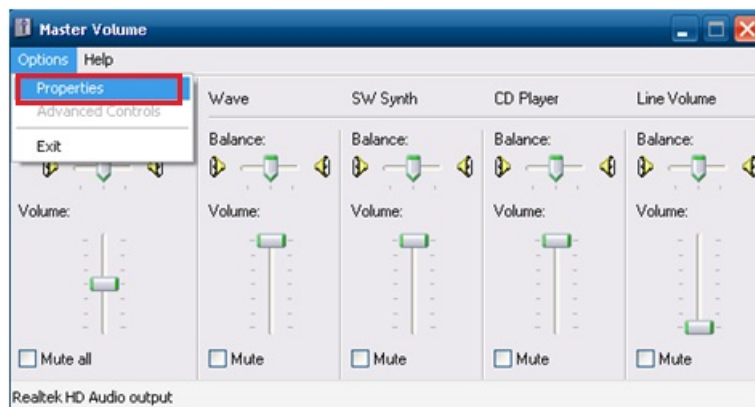 Master Volume
Options Help
Properties
Advanced Controls
Exit
Wave SW Synth CD Player Line Volume
Balance: Balance: Balance: Balance:
Volume: Volume: Volume: Volume: Volume:
Mute all Mute Mute Mute Mute
Realtek HD Audio output